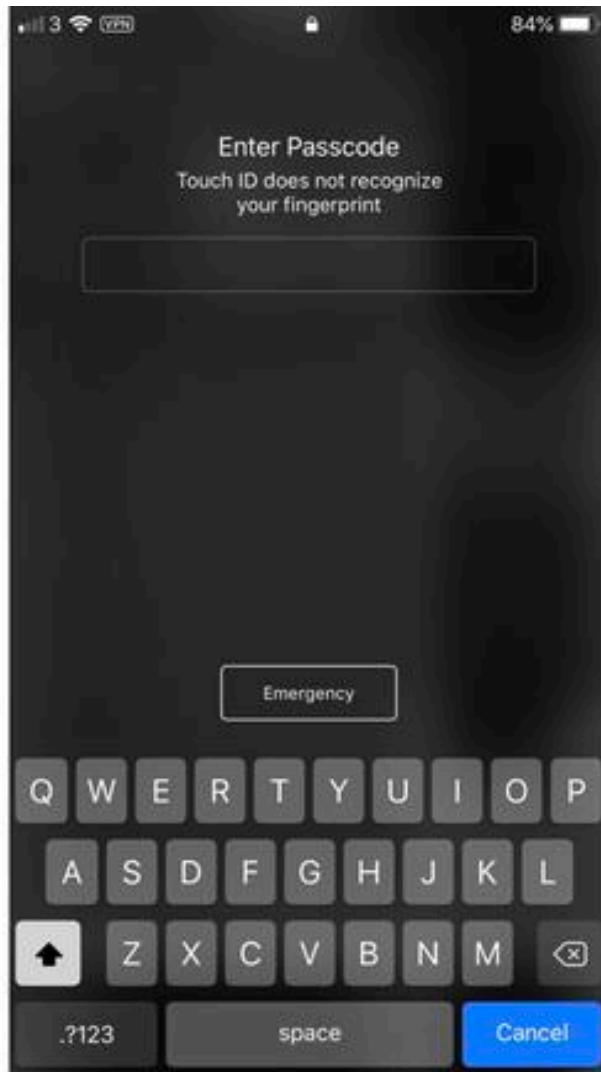 3 VPN 84%
Enter Passcode
Touch ID does not recognize
your fingerprint
Emergency
Q W E R T Y U I O P
A S D F G H J K L
Z X C V B N M
.?123 space Cancel